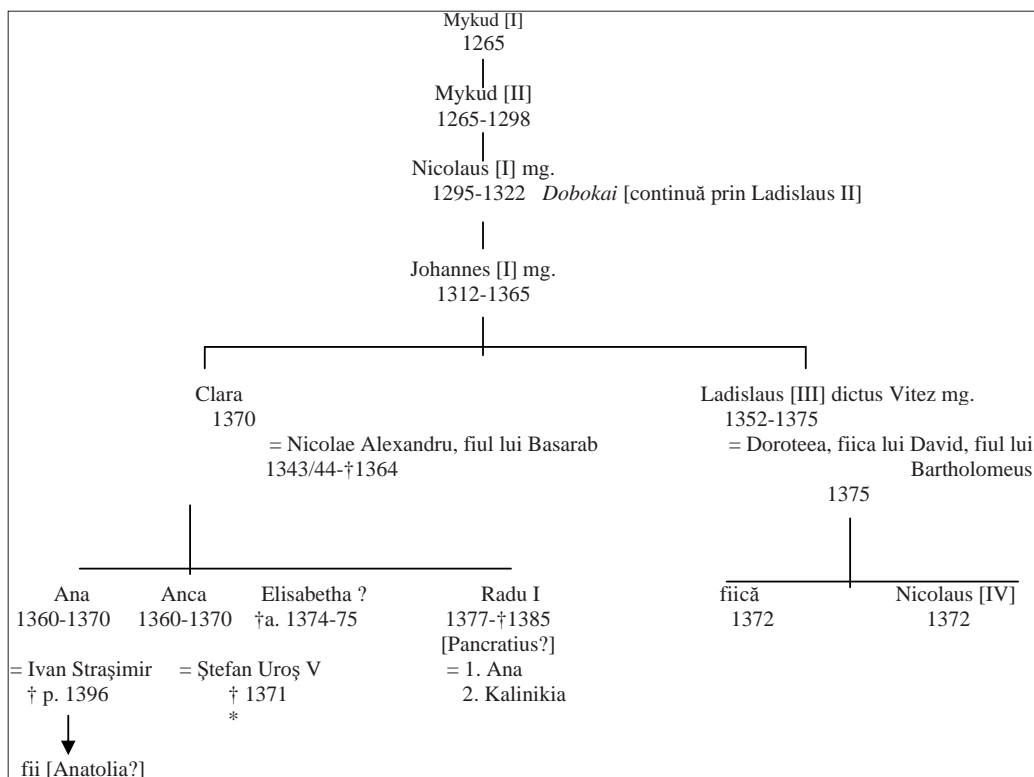 Mykud [I]
1265
Mykud [II]
1265-1298
Nicolaus [I] mg.
1295-1322 Dobokai [continuă prin Ladislaus II]
Johannes [I] mg.
1312-1365
Clara
1370
= Nicolae Alexandru, fiul lui Basarab
1343/44-†1364
Ladislaus [III] dictus Vitez mg.
1352-1375
= Doroteea, fiica lui David, fiul lui
Bartholomeus
1375
Ana Anca Elisabetha ? Radu I
1360-1370 1360-1370 †a. 1374-75 1377-†1385
[Pancratius?]
= Ivan Straşimir = Ştefan Uroş V = 1. Ana
† p. 1396 † 1371 2. Kalinikia
*
fii [Anatolia?]
fiică Nicolaus [IV]
1372 1372